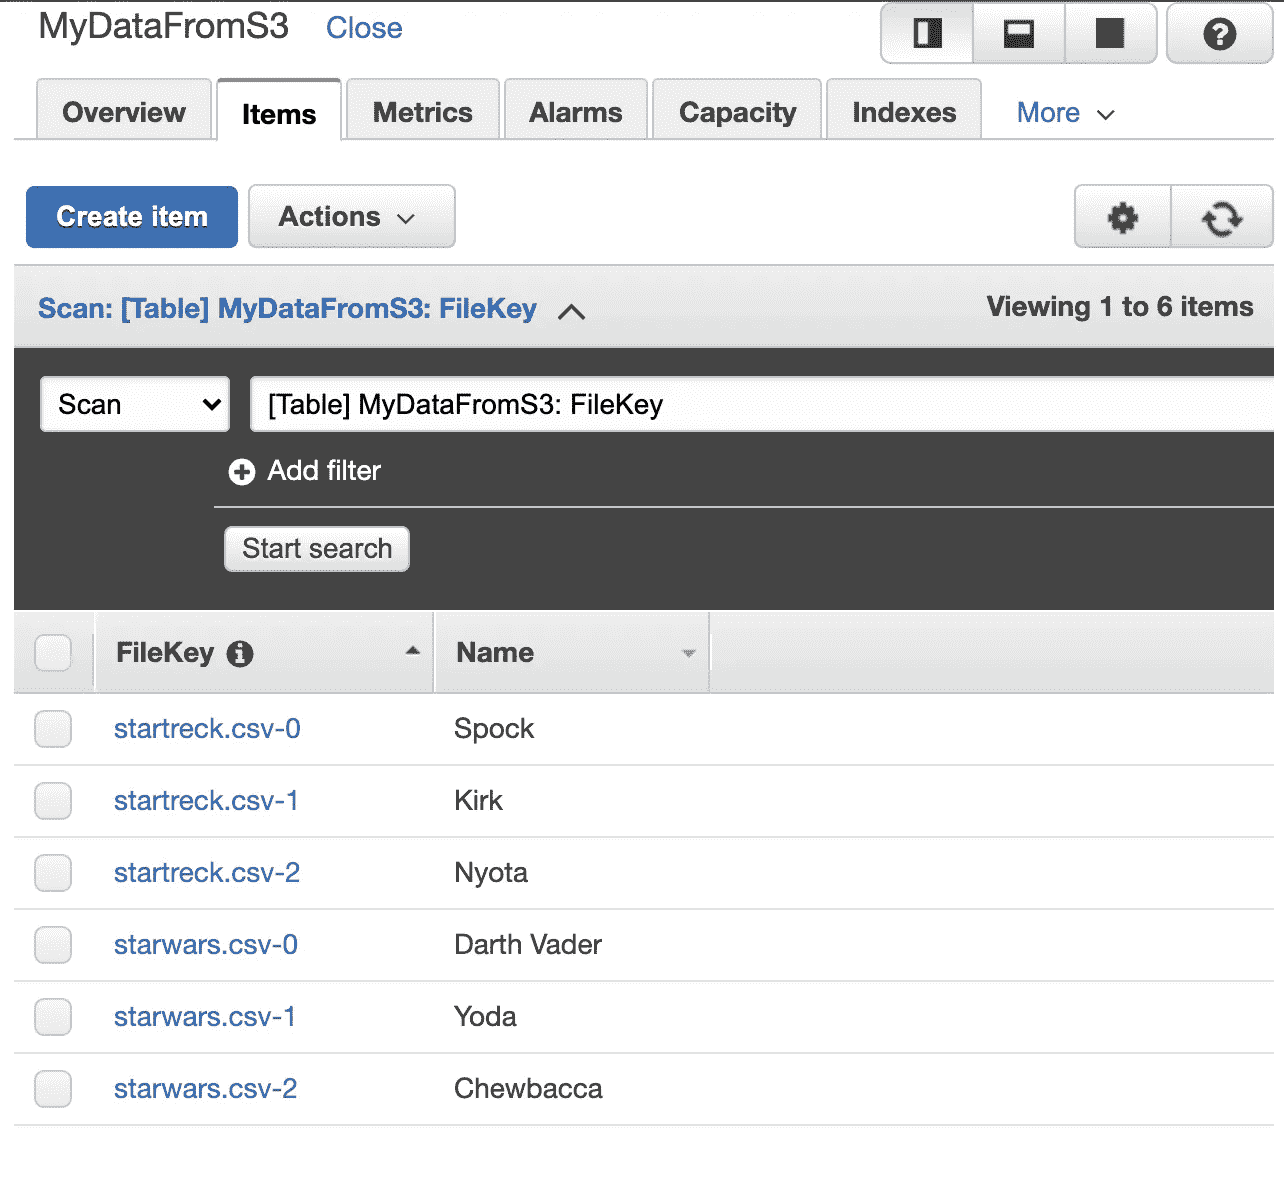 MyDataFromS3 Close
Overview Items Metrics Alarms Capacity Indexes More
Create item Actions
Scan: [Table] MyDataFromS3: FileKey Viewing 1 to 6 items
Scan [Table] MyDataFromS3: FileKey
Add filter
Start search
FileKey Name
startreck.csv-0 Spock
startreck.csv-1 Kirk
startreck.csv-2 Nyota
starwars.csv-0 Darth Vader
starwars.csv-1 Yoda
starwars.csv-2 Chewbacca